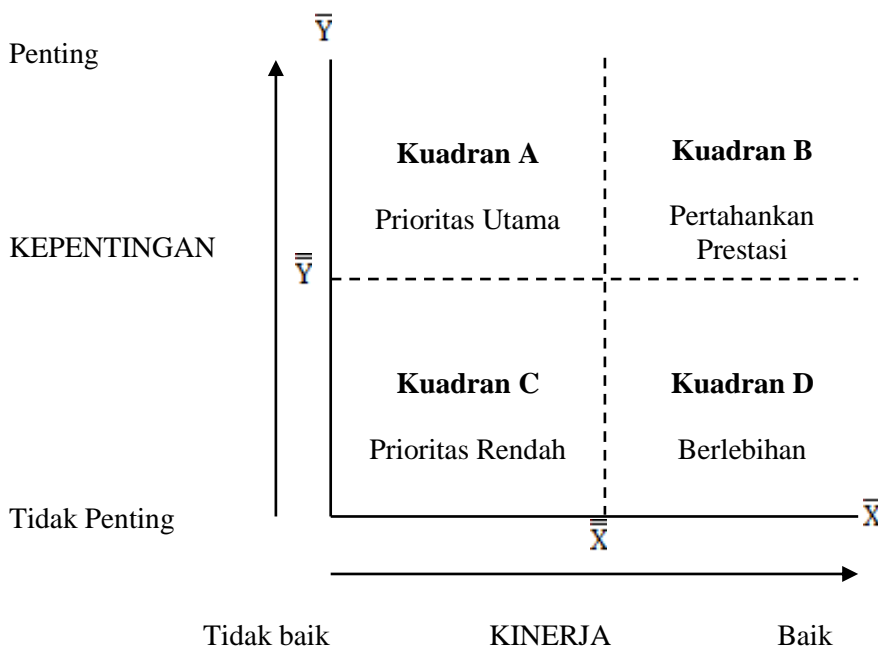 Y̅
Penting
Kuadran A
Kuadran B
Prioritas Utama
Pertahankan
Prestasi
KEPENTINGAN
Y̿
Kuadran C
Kuadran D
Prioritas Rendah
Berlebihan
Tidak Penting
X̅
X̿
Tidak baik
KINERJA
Baik